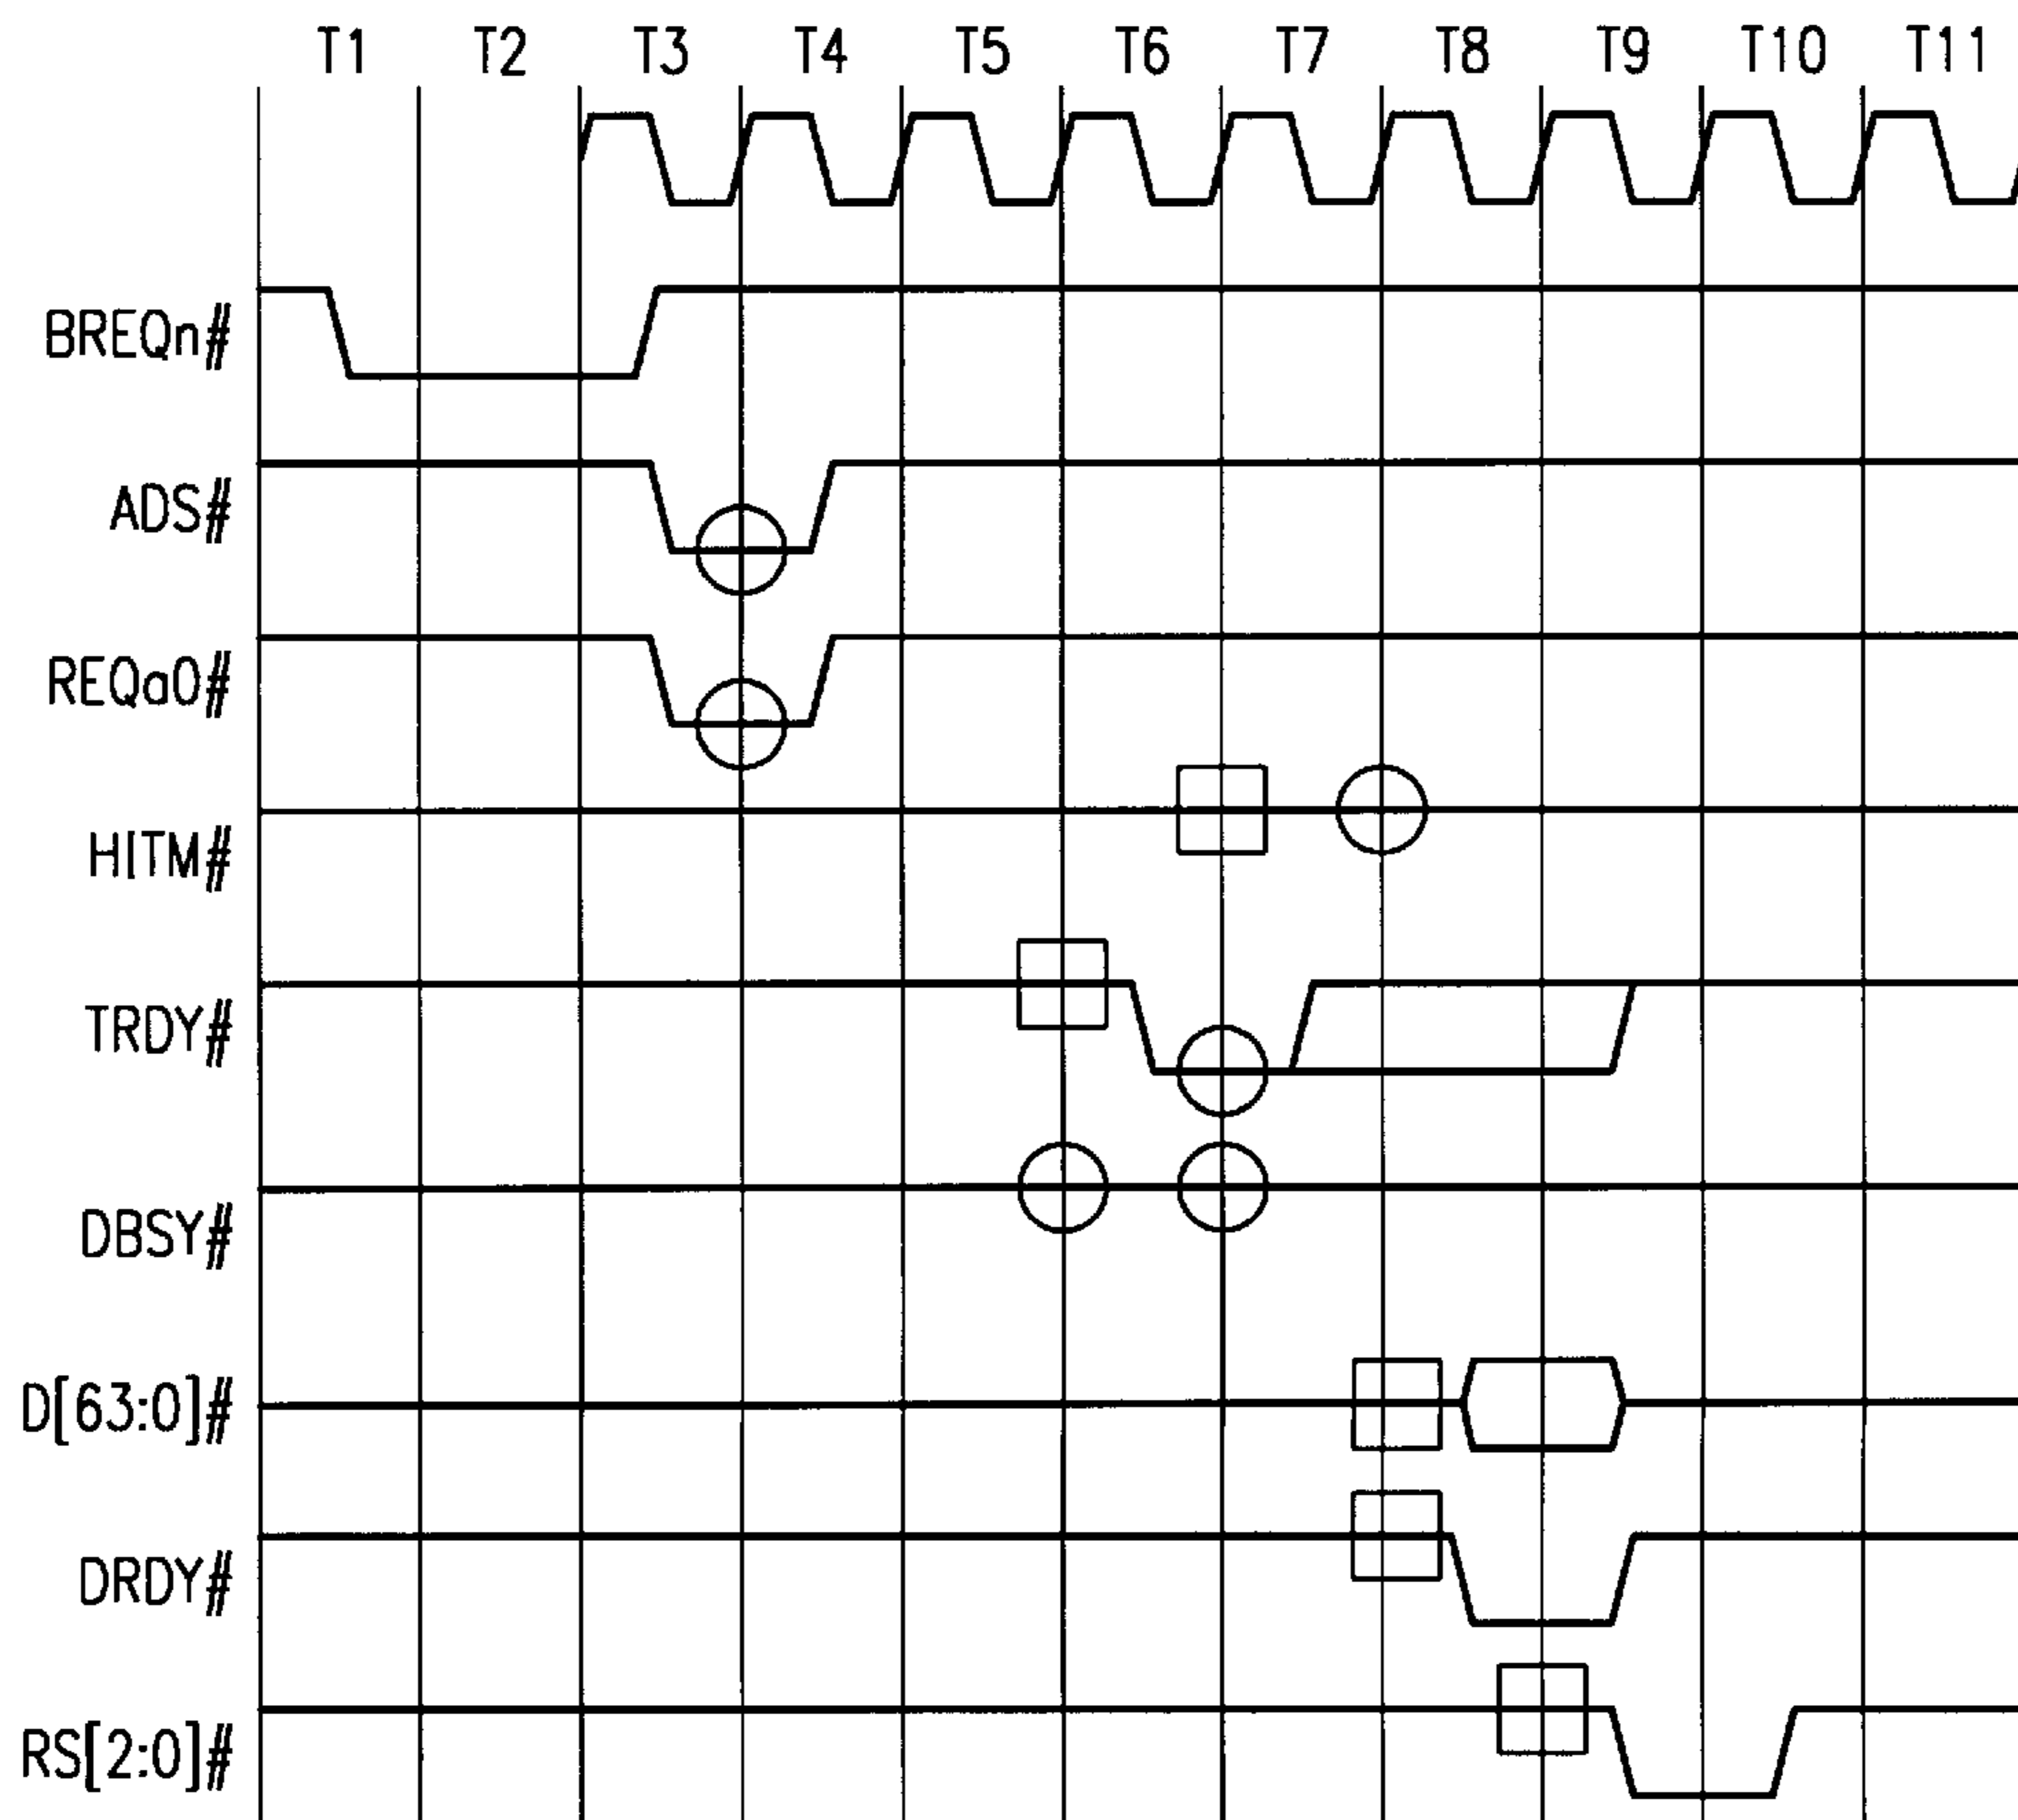 T1 T2 T3 T4 T5 T6 T7 T8 T9 T10 T11
BREQn#
ADS#
REQa0#
HITM#
TRDY#
DBSY#
D[63:0]#
DRDY#
RS[2:0]#